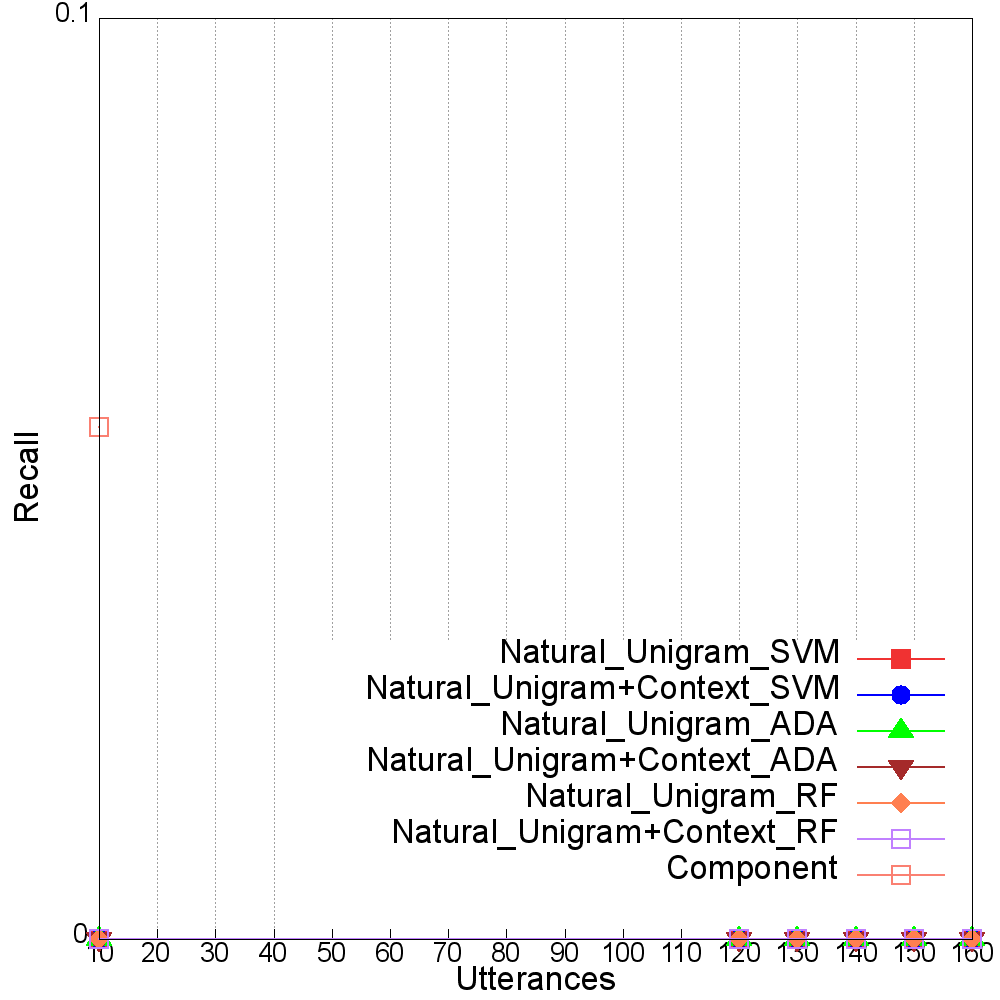 0.1
Recall
Natural_Unigram_SVM
Natural_Unigram+Context_SVM
Natural_Unigram_ADA
Natural_Unigram+Context_ADA
Natural_Unigram_RF
Natural_Unigram+Context_RF
Component
0
10 20 30 40 50 60 70 80 90 100 110 120 130 140 150 160
Utterances